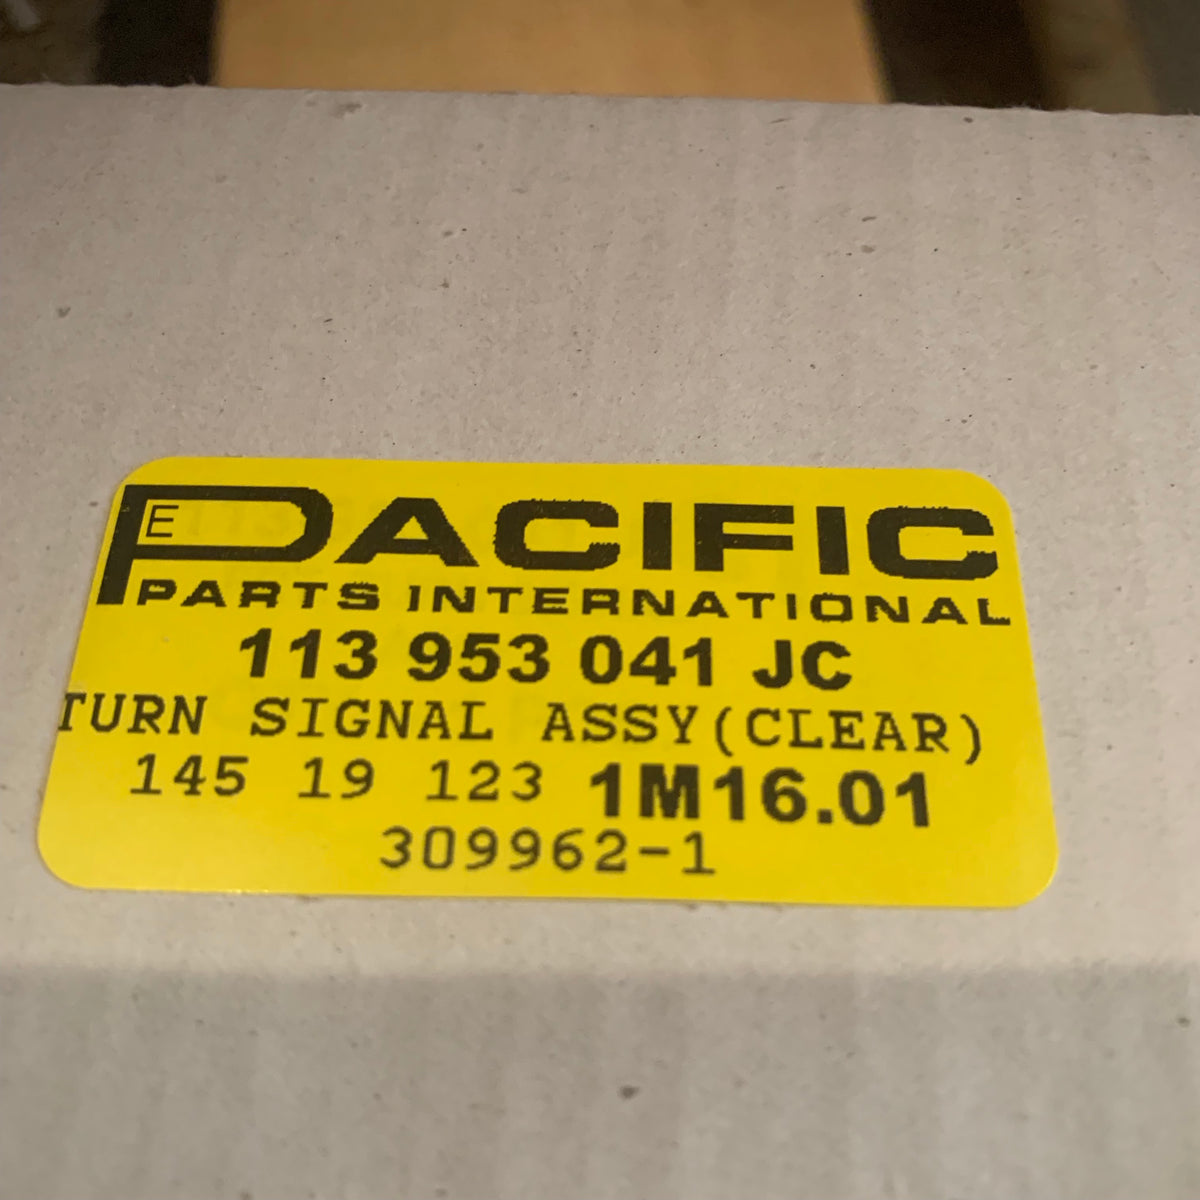 E
PACIFIC
PARTS INTERNATIONAL
113 953 041 JC
TURN SIGNAL ASSY(CLEAR)
145 19 123 1M16.01
309962-1